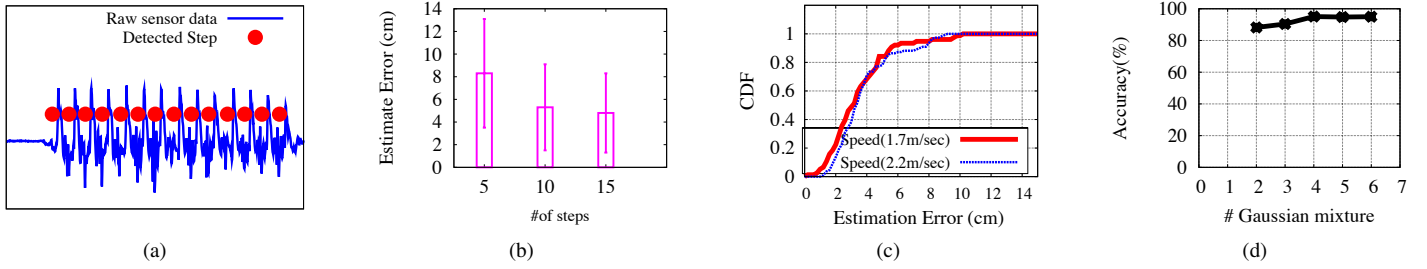 Raw sensor data
Detected Step
(a)
Estimate Error (cm)
14
12
10
8
6
4
2
0
5 10 15
#of steps
(b)
CDF
1
0.8
0.6
0.4
0.2
0
Speed(1.7m/sec)
Speed(2.2m/sec)
0 2 4 6 8 10 12 14
Estimation Error (cm)
(c)
Accuracy(%)
100
80
60
40
20
0
0 1 2 3 4 5 6 7
# Gaussian mixture
(d)